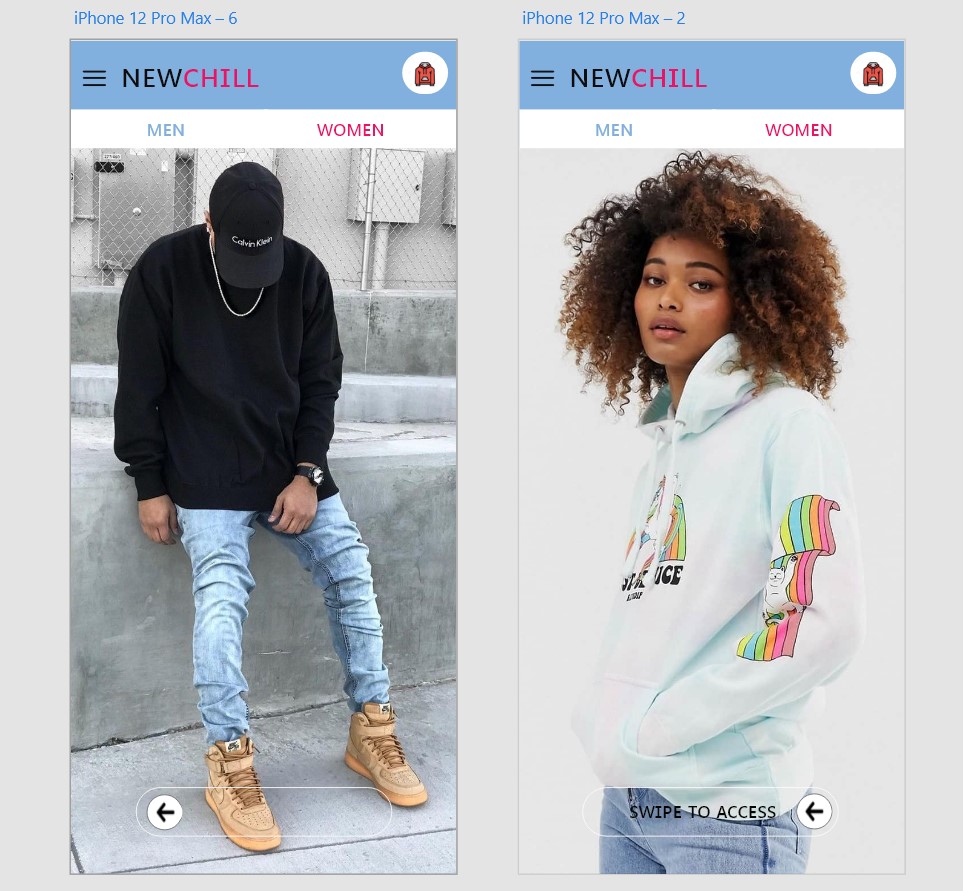 iPhone 12 Pro Max – 6
NEWCHILL
MEN
WOMEN
Calvin Klein
iPhone 12 Pro Max – 2
NEWCHILL
MEN
WOMEN
SWIPE TO ACCESS